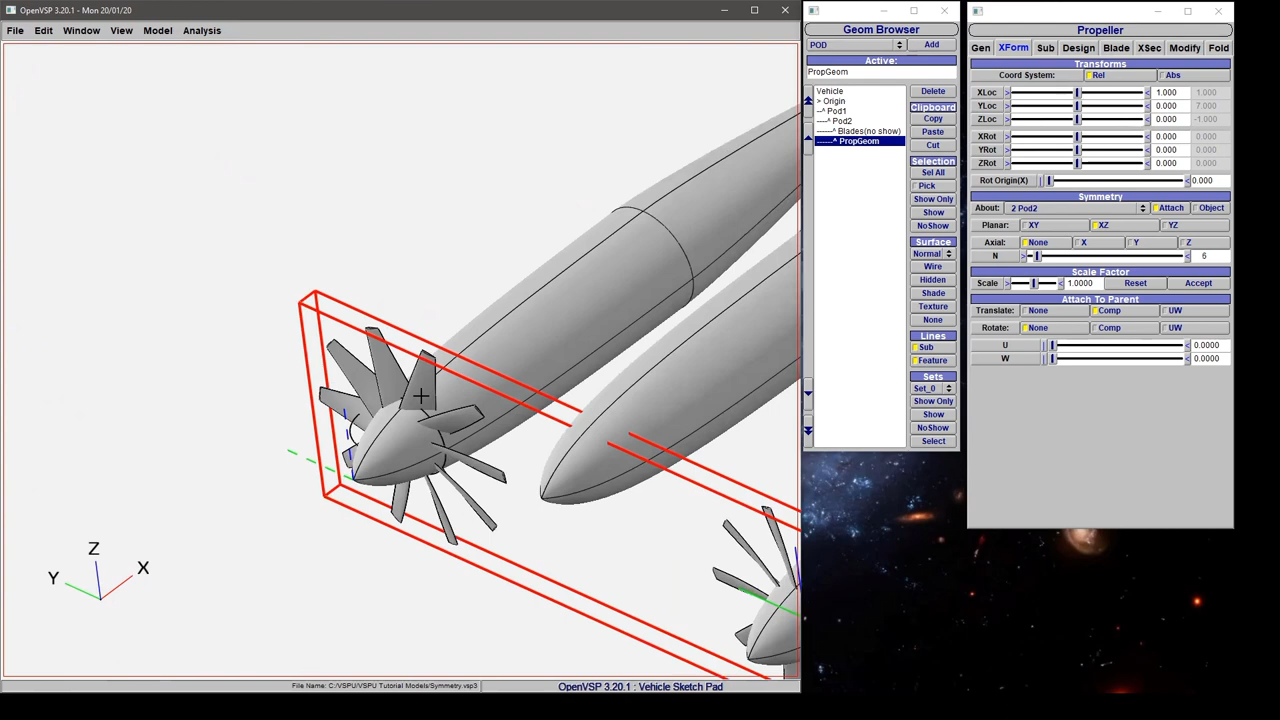 OpenVSP 3.20.1 - Mon 20/01/20
File Edit Window View Model Analysis
Z
Y
X
File Name: C:/VSPU/VSPU Tutorial Models/Symmetry.vsp3
OpenVSP 3.20.1 : Vehicle Sketch Pad
Geom Browser
POD Add
Active:
PropGeom
Vehicle
> Origin
--^ Pod1
----^ Pod2
------^ Blades(no show)
------^ PropGeom
Delete
Clipboard
Copy
Paste
Cut
Selection
Sel All
Pick
Show Only
Show
NoShow
Surface
Normal
Wire
Hidden
Shade
Texture
None
Lines
Sub
Feature
Sets
Set_0
Show Only
Show
NoShow
Select
Propeller
Gen XForm Sub Design Blade XSec Modify Fold
Transforms
Coord System: Rel Abs
XLoc > < 1.000 1.000
YLoc > < 0.000 7.000
ZLoc > < 0.000 -1.000
XRot > < 0.000 0.000
YRot > < 0.000 0.000
ZRot > < 0.000 0.000
Rot Origin(X) | < 0.000
Symmetry
About: 2 Pod2 Attach Object
Planar: XY XZ YZ
Axial: None X Y Z
N > < 6
Scale Factor
Scale > < 1.0000 Reset Accept
Attach To Parent
Translate: None Comp UW
Rotate: None Comp UW
U | < 0.0000
W | < 0.0000